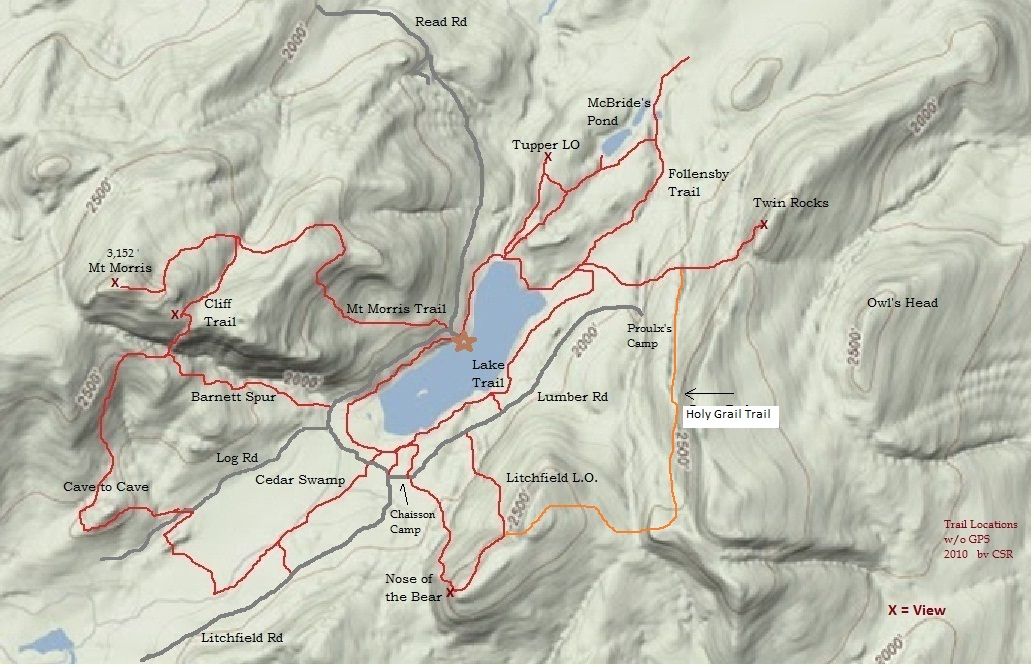 Read Rd
2000'
McBride's
Pond
2000'
Tupper LO
Follensby
Trail
2500'
Twin Rocks
3,152 '
Mt Morris
X
X
X
X
Cliff
Trail
Mt Morris Trail
Owl's Head
2000'
Proulx's
Camp
2500'
Lake
Trail
2000'
2500'
Barnett Spur
Lumber Rd
Holy Grail Trail
2500'
Log Rd
Cedar Swamp
Litchfield L.O.
Cave to Cave
2500'
Chaisson
Camp
Trail Locations
w/o GPS
2010 by CSR
Nose of
the Bear X
X = View
Litchfield Rd
2000'